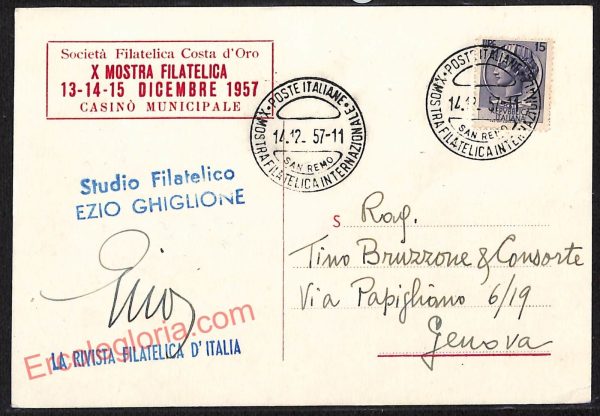 Società Filatelica Costa d'Oro
X MOSTRA FILATELICA
13-14-15 DICEMBRE 1957
CASINÒ MUNICIPALE
POSTE ITALIANE
14.12. 57-11
SAN REMO
X MOSTRA FILATELICA INTERNAZIONALE
15
POSTE ITALIANE
14.12. 57-11
SAN REMO
X MOSTRA FILATELICA INTERNAZIONALE
Studio Filatelico
EZIO GHIGLIONE
S Rag.
Tino Bruzzone & Consorte
Via Papigliano 6/19
Genova
Ercolegloria.com
LA RIVISTA FILATELICA D'ITALIA